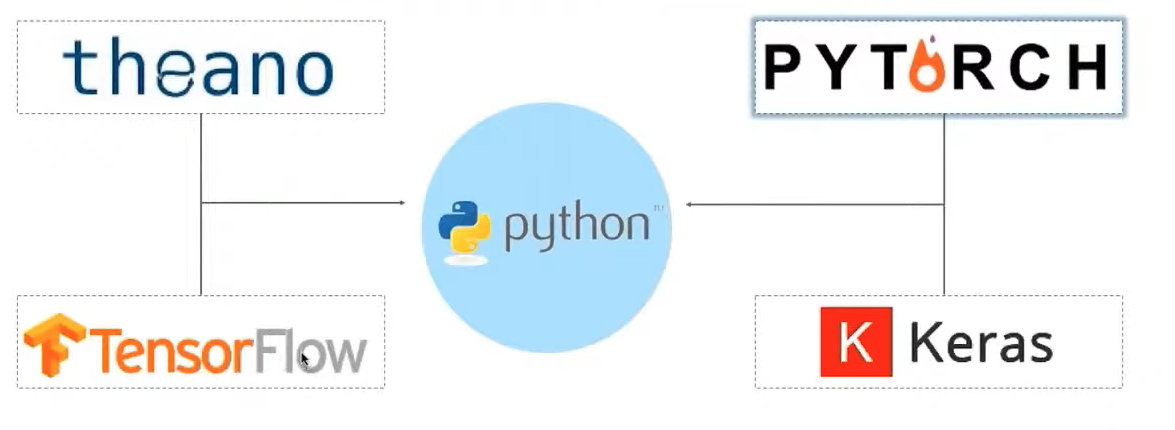 theano
PYTORCH
python
TensorFlow
K Keras